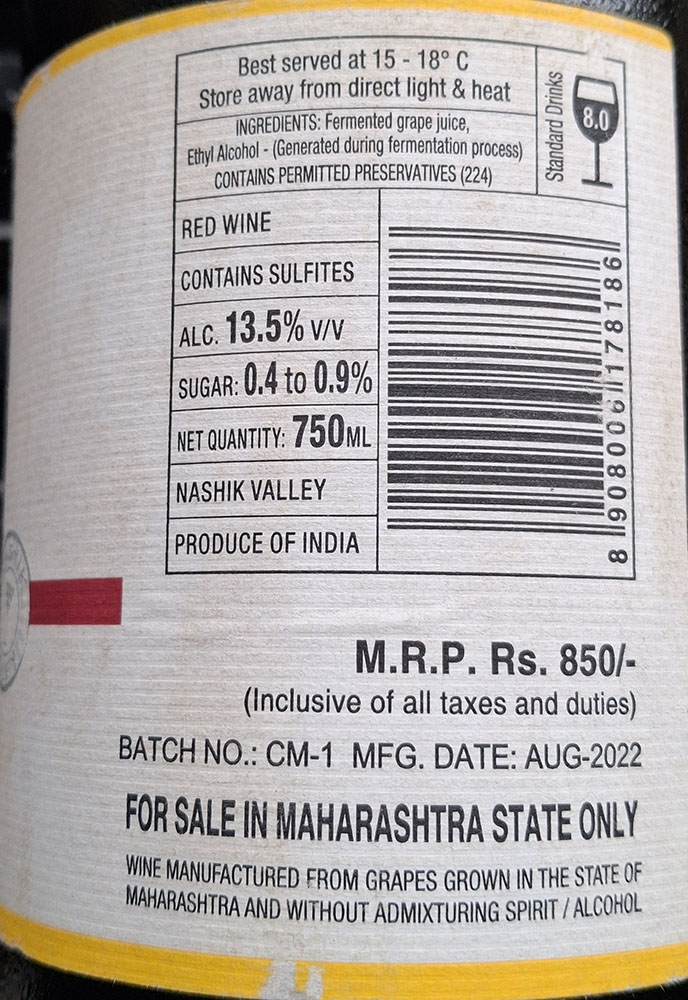 Best served at 15 - 18° C
Store away from direct light & heat
INGREDIENTS: Fermented grape juice,
Ethyl Alcohol - (Generated during fermentation process)
CONTAINS PERMITTED PRESERVATIVES (224)
Standard Drinks
8.0
RED WINE
CONTAINS SULFITES
ALC. 13.5% V/V
SUGAR: 0.4 to 0.9%
NET QUANTITY: 750ML
NASHIK VALLEY
PRODUCE OF INDIA
8 908006 178186
M.R.P. Rs. 850/-
(Inclusive of all taxes and duties)
BATCH NO.: CM-1 MFG. DATE: AUG-2022
FOR SALE IN MAHARASHTRA STATE ONLY
WINE MANUFACTURED FROM GRAPES GROWN IN THE STATE OF
MAHARASHTRA AND WITHOUT ADMIXTURING SPIRIT / ALCOHOL